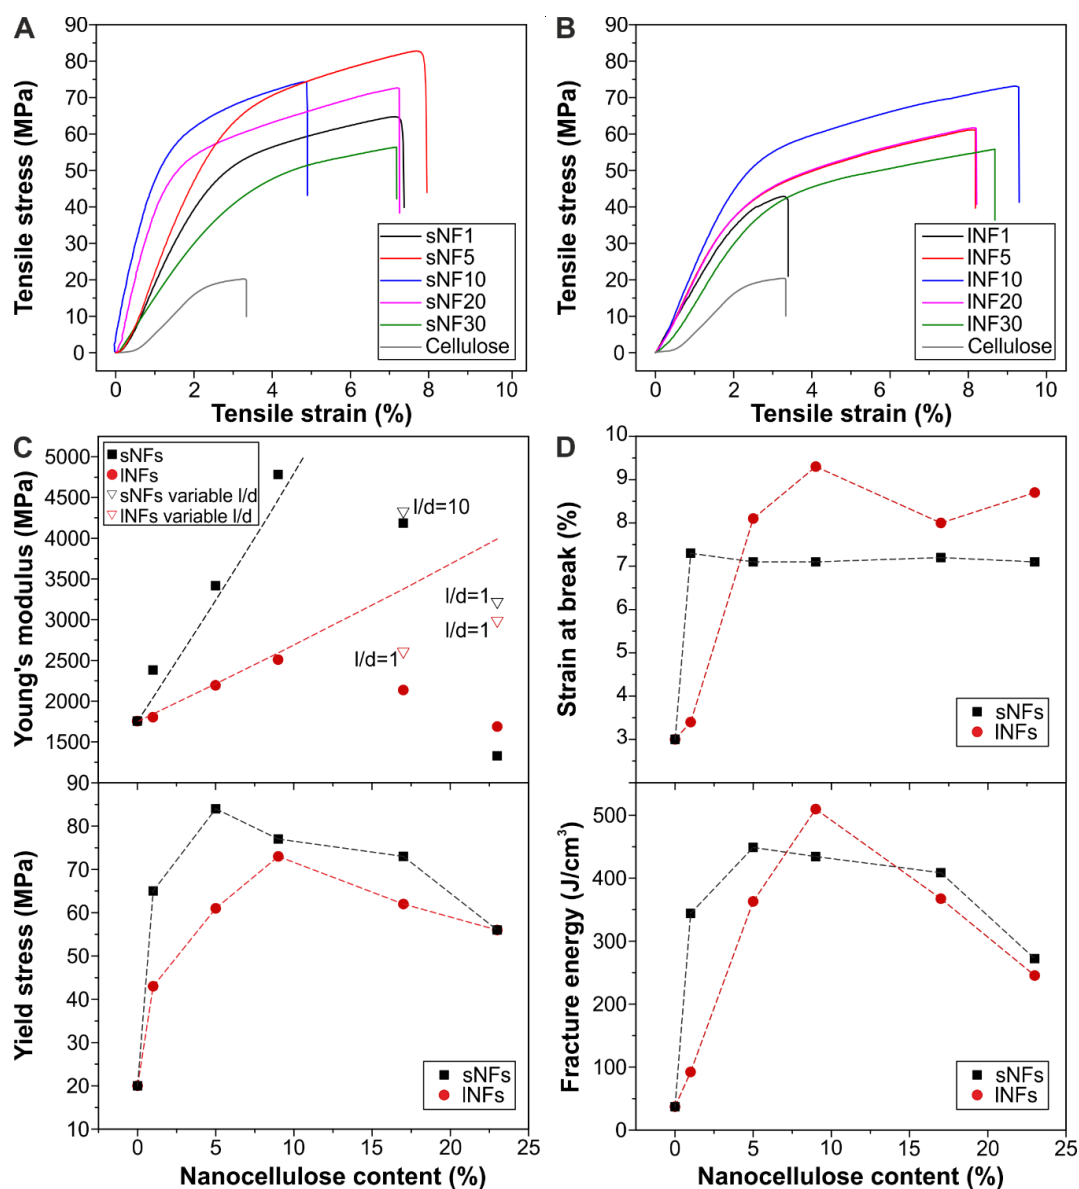 A
Tensile stress (MPa)
90
80
70
60
50
40
30
20
10
0
0
2
4
6
8
10
Tensile strain (%)
sNF1
sNF5
sNF10
sNF20
sNF30
Cellulose
B
Tensile stress (MPa)
90
80
70
60
50
40
30
20
10
0
0
2
4
6
8
10
Tensile strain (%)
lNF1
lNF5
lNF10
lNF20
lNF30
Cellulose
C
Young's modulus (MPa)
5000
4500
4000
3500
3000
2500
2000
1500
sNFs
lNFs
sNFs variable l/d
lNFs variable l/d
l/d=10
l/d=1
l/d=1
l/d=1
Yield stress (MPa)
90
80
70
60
50
40
30
20
10
sNFs
lNFs
0
5
10
15
20
25
Nanocellulose content (%)
D
Strain at break (%)
10
9
8
7
6
5
4
3
2
sNFs
lNFs
Fracture energy (J/cm³)
500
400
300
200
100
0
sNFs
lNFs
0
5
10
15
20
25
Nanocellulose content (%)